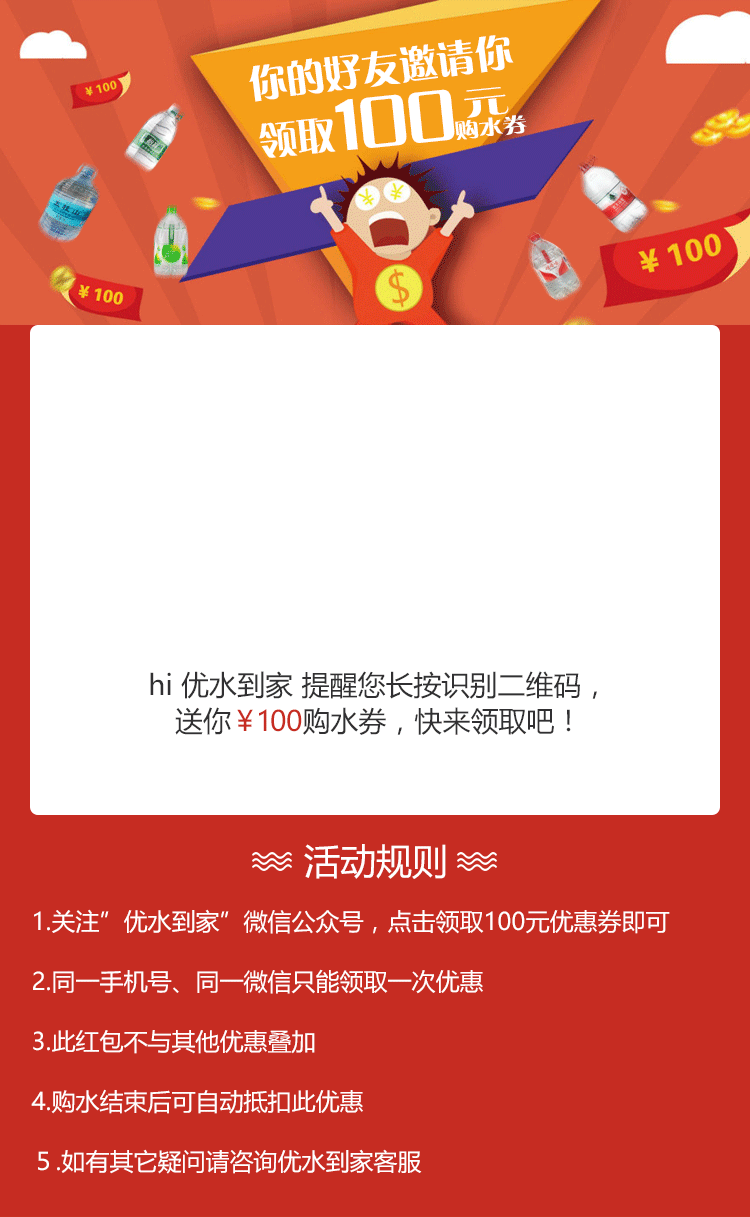 你的好友邀请你
领取100元购水券
¥100
¥100
¥100
hi 优水到家 提醒您长按识别二维码，
送你￥100购水券，快来领取吧！
活动规则
1.关注”优水到家”微信公众号，点击领取100元优惠券即可
2.同一手机号、同一微信只能领取一次优惠
3.此红包不与其他优惠叠加
4.购水结束后可自动抵扣此优惠
５.如有其它疑问请咨询优水到家客服